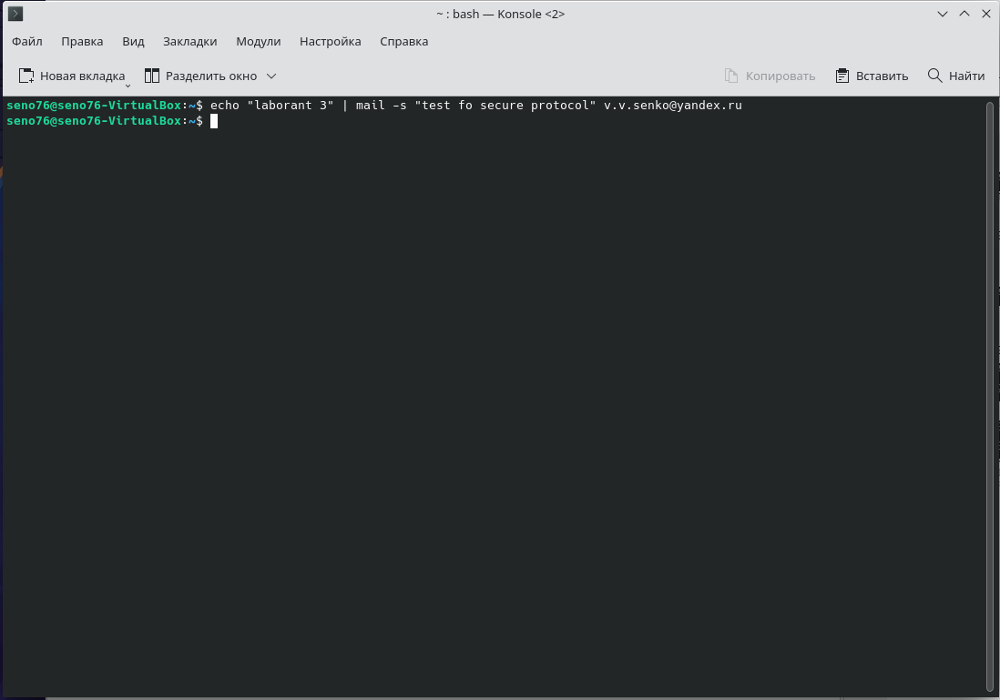 ~ : bash — Konsole <2>
Файл Правка Вид Закладки Модули Настройка Справка
Новая вкладка Разделить окно Копировать Вставить Найти
seno76@seno76-VirtualBox:~$ echo "laborant 3" | mail -s "test fo secure protocol" v.v.senko@yandex.ru
seno76@seno76-VirtualBox:~$